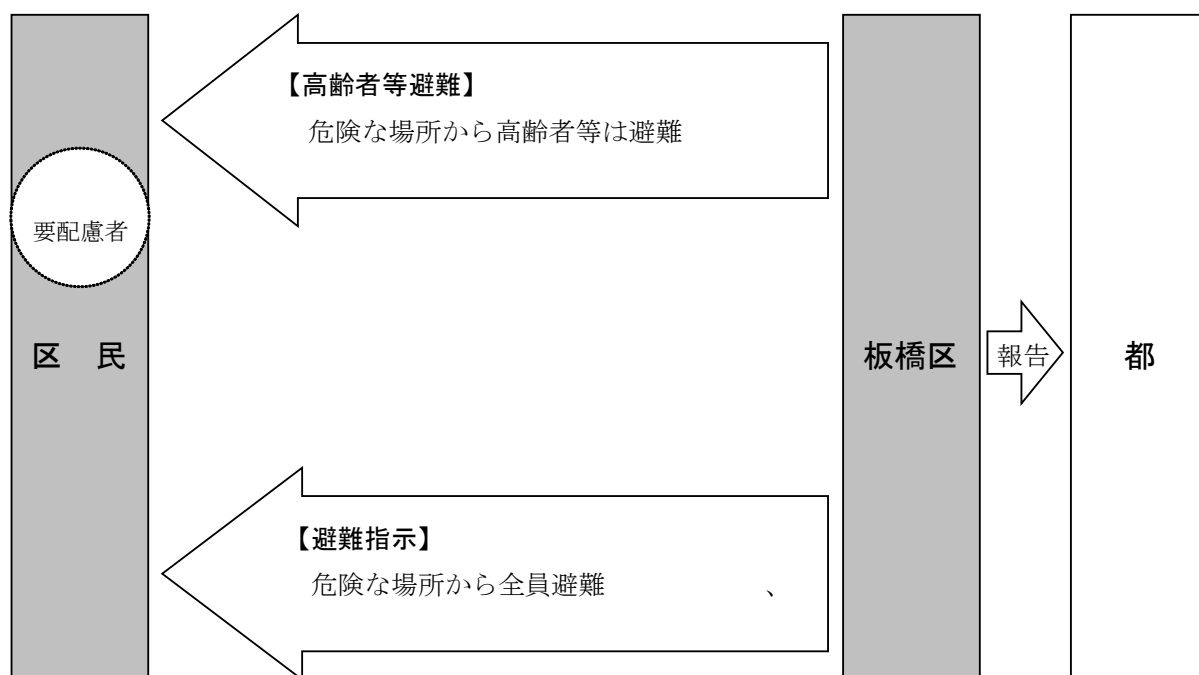 【高齢者等避難】
危険な場所から高齢者等は避難
要配慮者
区　民
板橋区
報告
都
【避難指示】
危険な場所から全員避難　　　　　　、